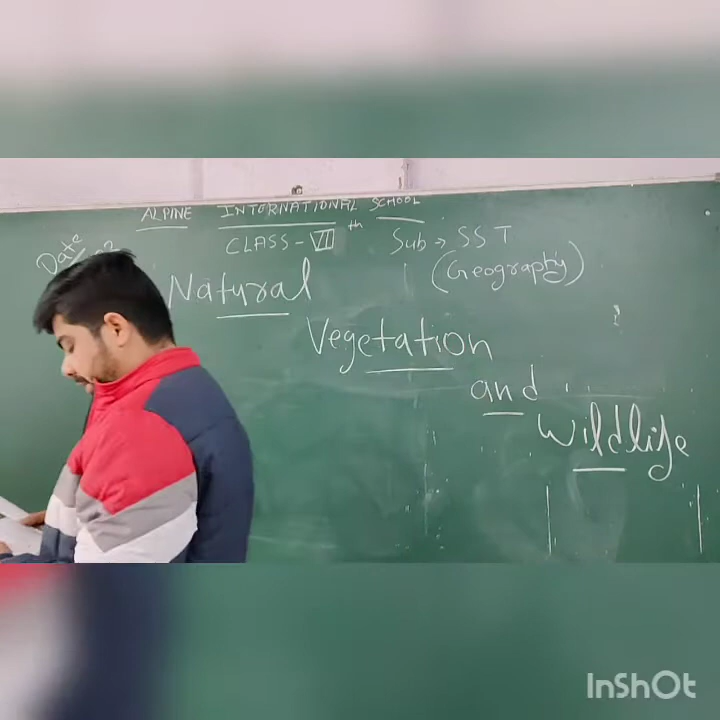 ALPINE INTERNATIONAL SCHOOL
CLASS - VII th Sub → SST
(Geography)
Date
Natural
Vegetation
and
Wildlife
InShOt